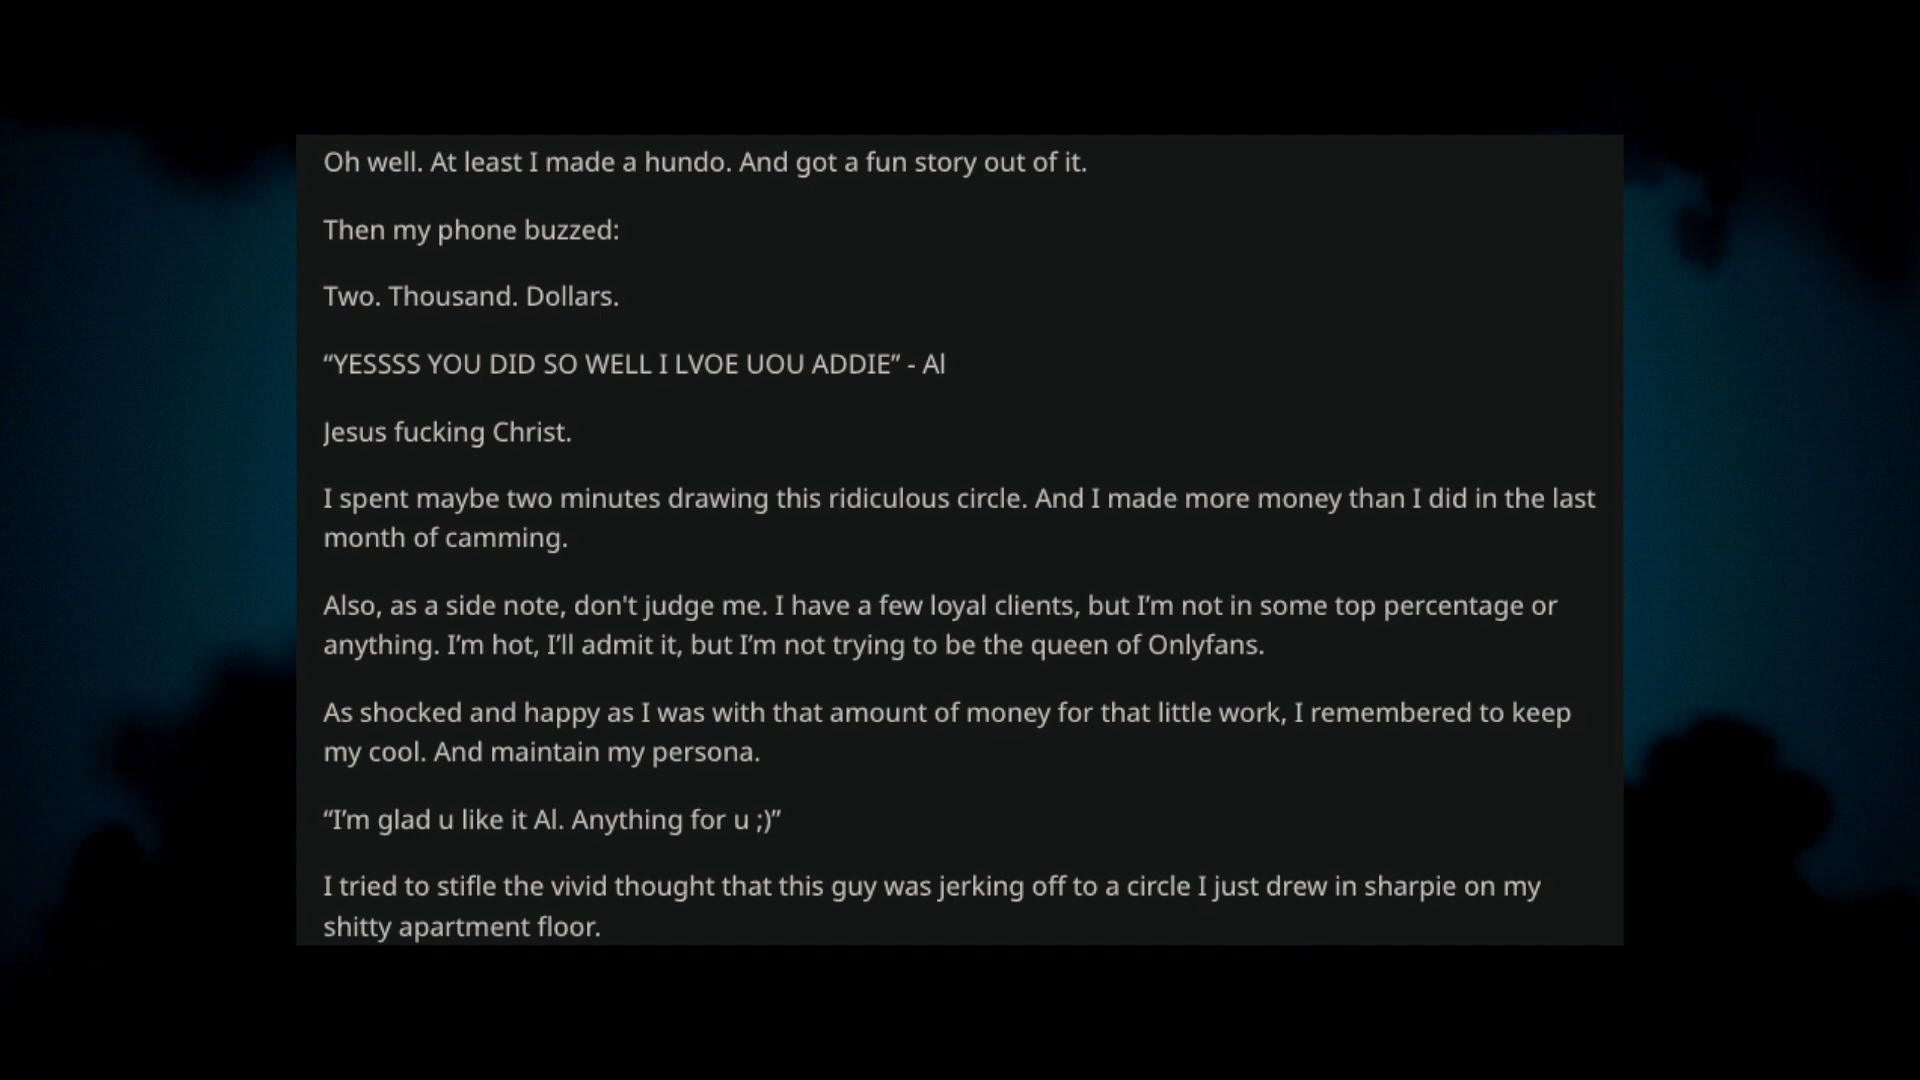 Oh well. At least I made a hundo. And got a fun story out of it.
Then my phone buzzed:
Two. Thousand. Dollars.
“YESSSS YOU DID SO WELL I LVOE UOU ADDIE” - Al
Jesus fucking Christ.
I spent maybe two minutes drawing this ridiculous circle. And I made more money than I did in the last
month of camming.
Also, as a side note, don't judge me. I have a few loyal clients, but I’m not in some top percentage or
anything. I’m hot, I’ll admit it, but I’m not trying to be the queen of Onlyfans.
As shocked and happy as I was with that amount of money for that little work, I remembered to keep
my cool. And maintain my persona.
“I’m glad u like it Al. Anything for u ;)”
I tried to stifle the vivid thought that this guy was jerking off to a circle I just drew in sharpie on my
shitty apartment floor.